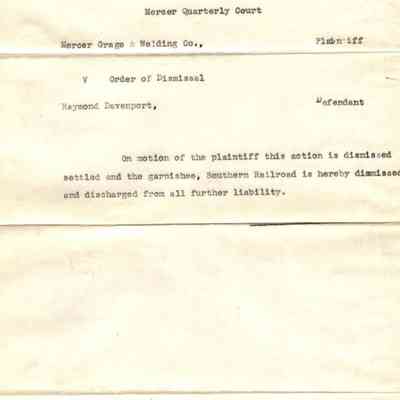 Mercer Quarterly Court
Mercer Grage & Welding Co., Plaintiff
V Order of Dismissal
Raymond Davenport, Defendant
On motion of the plaintiff this action is dismissed
settled and the garnishee, Southern Railroad is hereby dismissed
and discharged from all further liability.